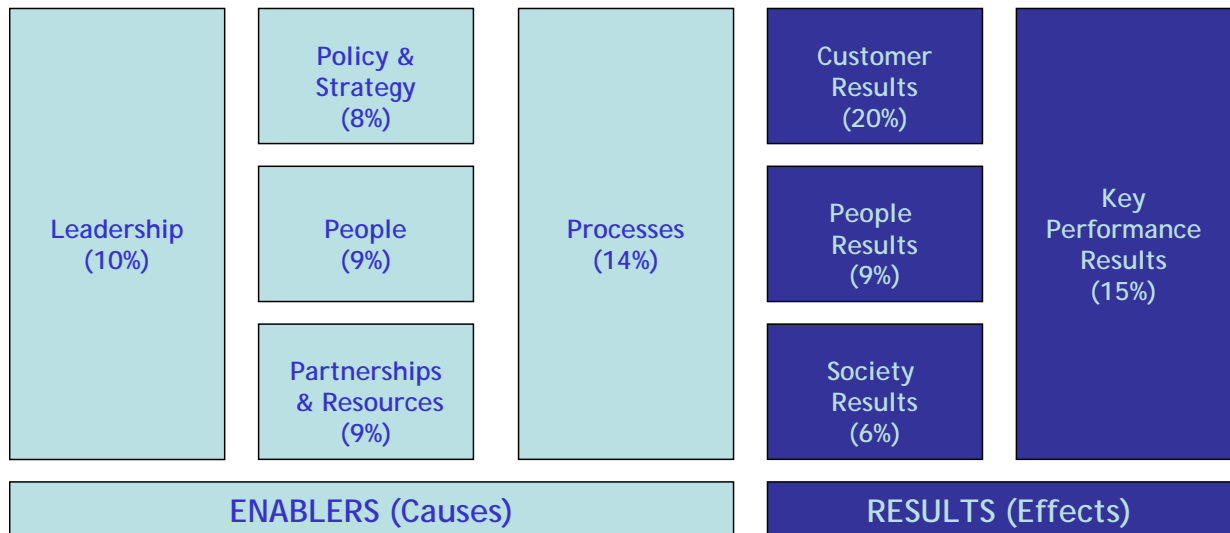 Leadership
(10%)
Policy &
Strategy
(8%)
People
(9%)
Partnerships
& Resources
(9%)
Processes
(14%)
Customer
Results
(20%)
People
Results
(9%)
Society
Results
(6%)
Key
Performance
Results
(15%)
ENABLERS (Causes)
RESULTS (Effects)